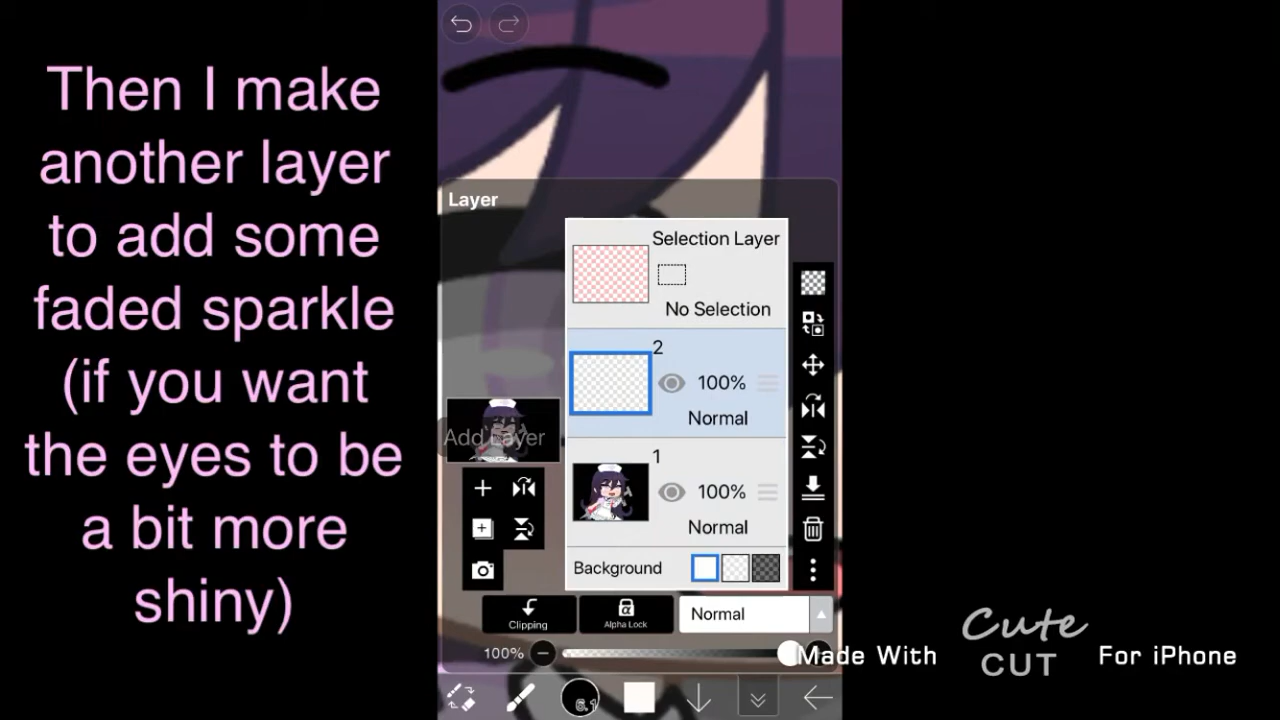 Then I make
another layer
to add some
faded sparkle
(if you want
the eyes to be
a bit more
shiny)
Layer
Selection Layer
No Selection
2
100%
Normal
Add Layer
1
100%
Normal
Background
Clipping
Alpha Lock
Normal
100%
6.1
Made With Cute CUT For iPhone